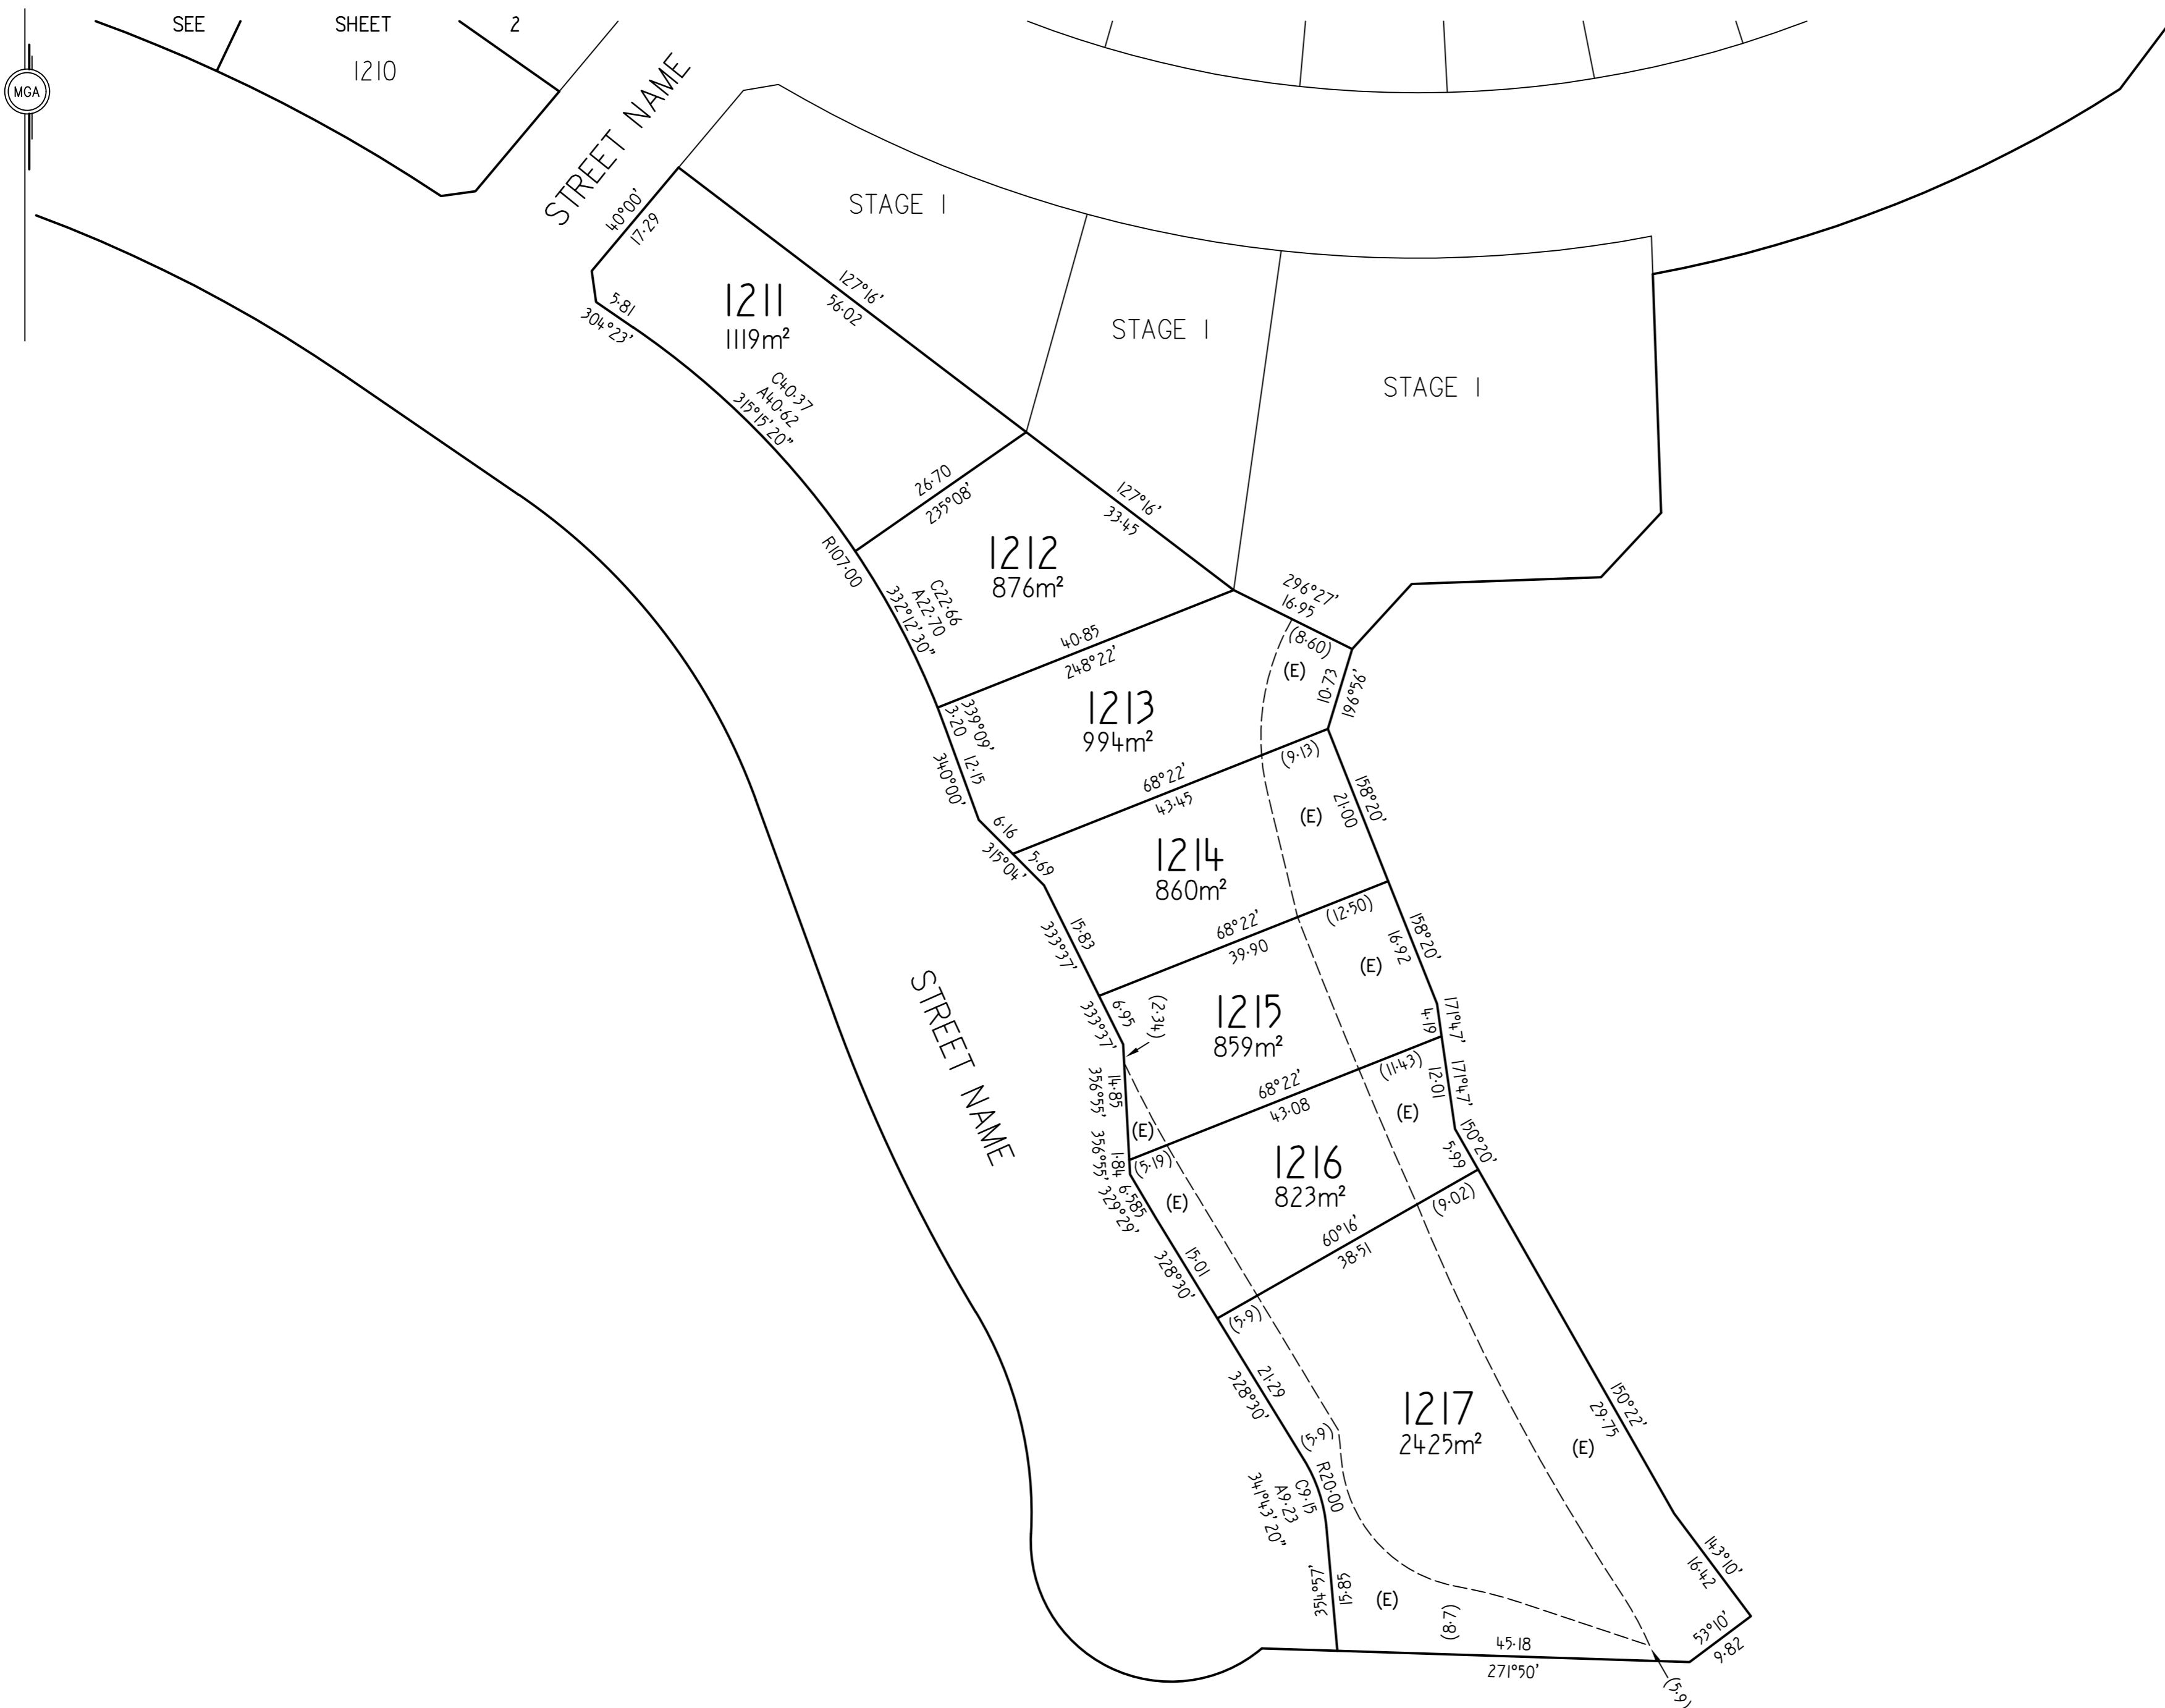 SEE SHEET 2
1210
MGA
STREET NAME
STAGE 1
STAGE 1
STAGE 1
40°00'
17·29
1211
1119m²
5·81
304°23'
127°16'
56·02
C40·37
A40·62
315°15'20"
26·70
235°08'
R107·00
1212
876m²
127°16'
33·45
C22·66
A22·70
332°12'30"
40·85
248°22'
296°27'
16·95
(8·60)
(E)
10·73
196°56'
1213
994m²
339°09'
3·20
12·15
340°00'
68°22'
43·45
(9·13)
6·16
315°04'
5·69
1214
860m²
(E)
158°20'
21·00
15·83
333°37'
68°22'
39·90
(12·50)
158°20'
16·92
(E)
1215
859m²
6·95
333°37'
(2·34)
171°47'
4·19
14·85
356°55'
68°22'
43·08
(11·43)
171°47'
12·01
(E)
(E)
1·84
356°55'
(5·19)
1216
823m²
150°20'
5·99
6·585
329°29'
(E)
15·01
328°30'
60°16'
38·51
(9·02)
(5·9)
STREET NAME
21·29
328°30'
(5·9)
1217
2425m²
150°22'
29·75
(E)
R20·00
C9·15
A9·23
341°43'20"
354°57'
15·85
(E)
(8·7)
143°10'
16·42
53°10'
9·82
45·18
271°50'
(5·9)